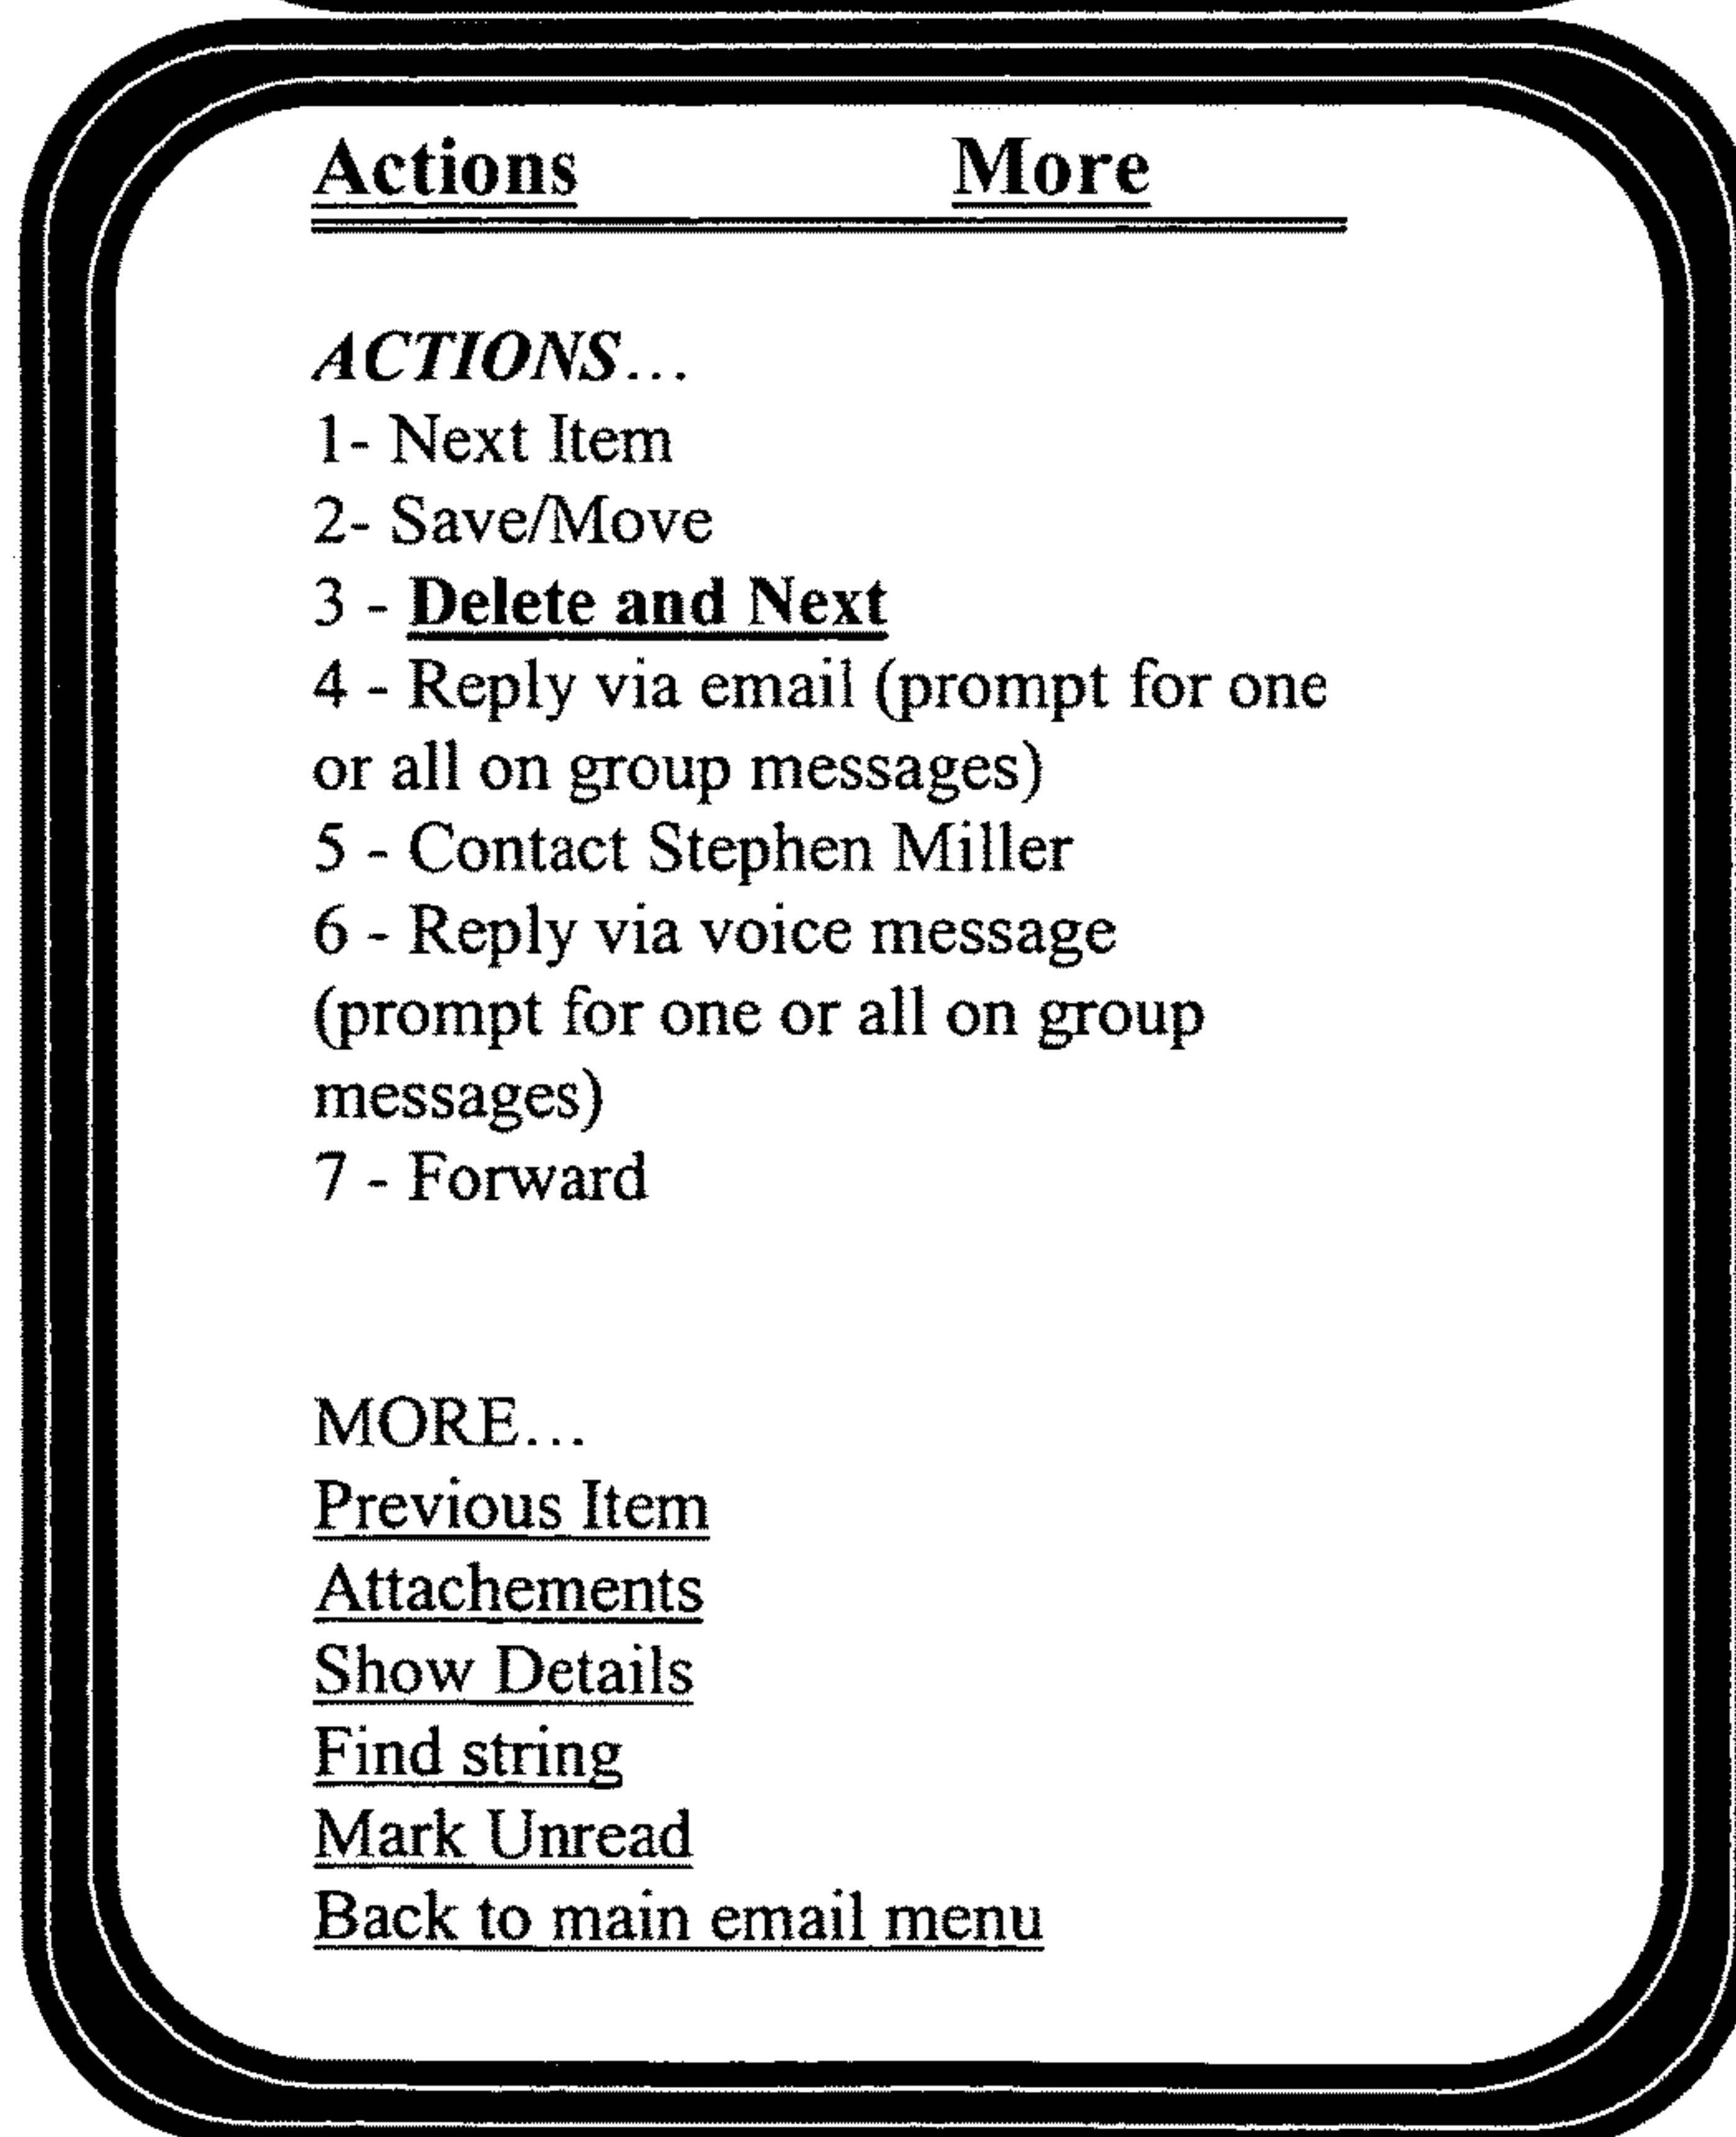 Actions More
ACTIONS...
1- Next Item
2- Save/Move
3 - Delete and Next
4 - Reply via email (prompt for one
or all on group messages)
5 - Contact Stephen Miller
6 - Reply via voice message
(prompt for one or all on group
messages)
7 - Forward
MORE...
Previous Item
Attachements
Show Details
Find string
Mark Unread
Back to main email menu